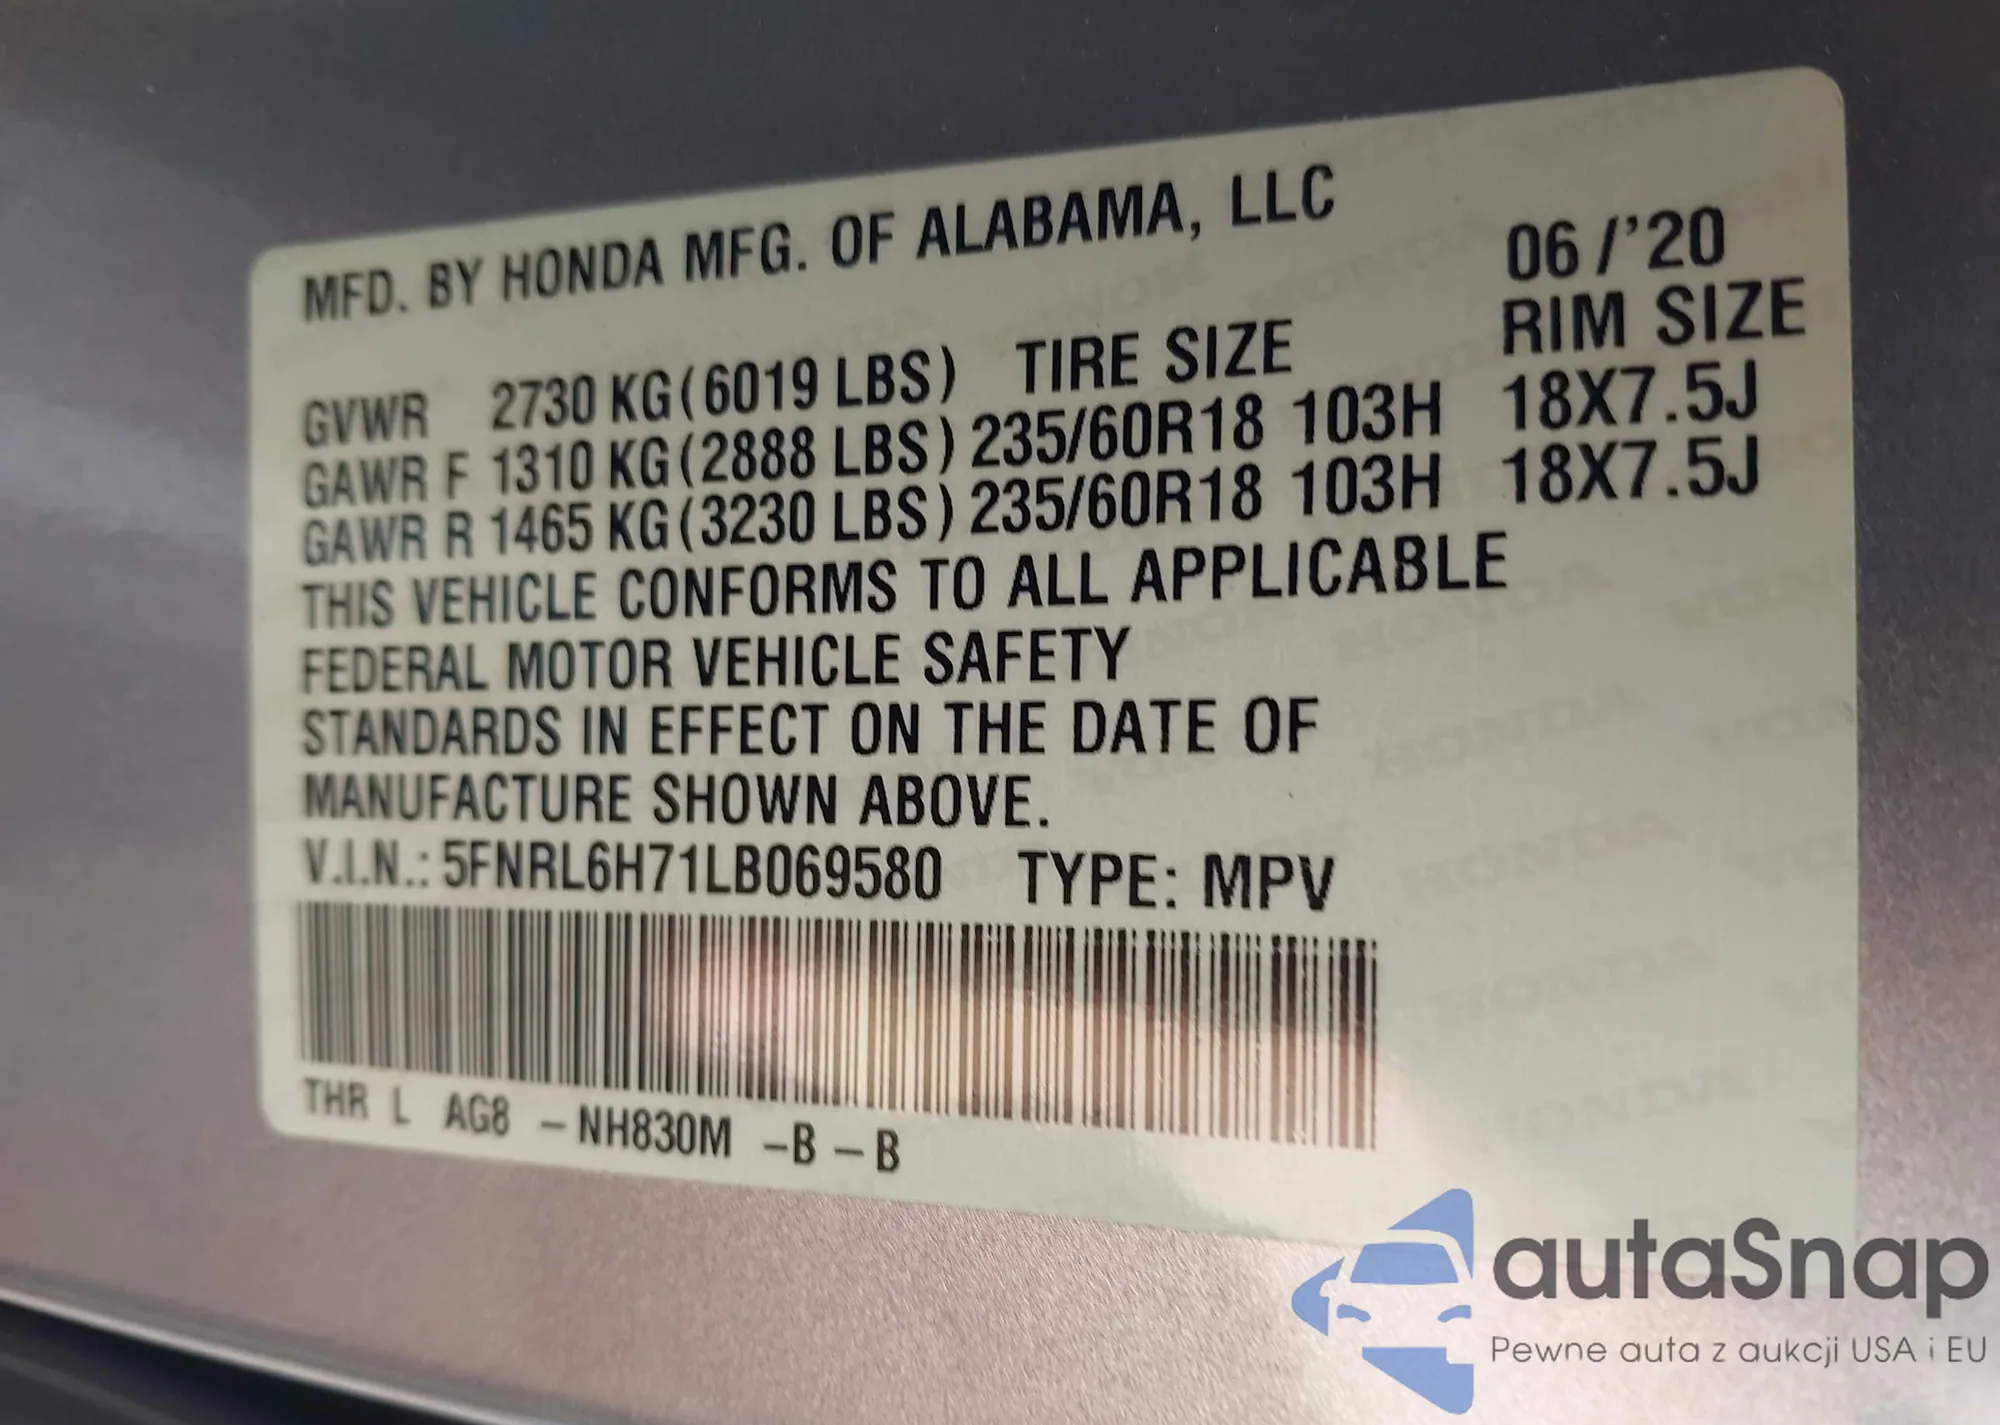 MFD. BY HONDA MFG. OF ALABAMA, LLC
06/'20
GVWR 2730 KG(6019 LBS) TIRE SIZE RIM SIZE
GAWR F 1310 KG(2888 LBS) 235/60R18 103H 18X7.5J
GAWR R 1465 KG(3230 LBS) 235/60R18 103H 18X7.5J
THIS VEHICLE CONFORMS TO ALL APPLICABLE
FEDERAL MOTOR VEHICLE SAFETY
STANDARDS IN EFFECT ON THE DATE OF
MANUFACTURE SHOWN ABOVE.
V.I.N.: 5FNRL6H71LB069580 TYPE: MPV
THR L AG8 –NH830M –B–B
autaSnap
Pewne auta z aukcji USA i EU